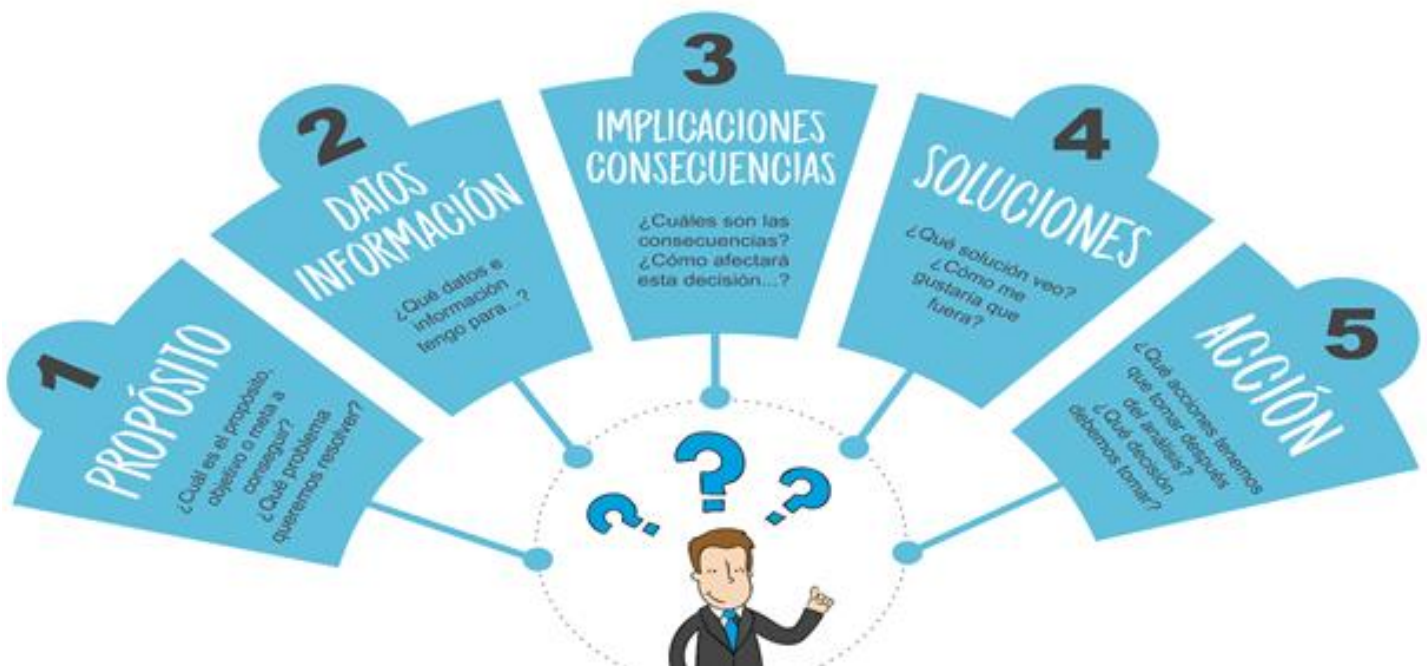 1
PROPÓSITO
¿Cuál es el propósito,
objetivo o meta a
conseguir?
¿Qué problema
queremos resolver?
2
DATOS
INFORMACIÓN
¿Qué datos e
información
tengo para...?
3
IMPLICACIONES
CONSECUENCIAS
¿Cuáles son las
consecuencias?
¿Cómo afectará
esta decisión...?
4
SOLUCIONES
¿Qué solución veo?
¿Cómo me
gustaría que
fuera?
5
ACCIÓN
¿Qué acciones tenemos
que tomar después
del análisis?
¿Qué decisión
debemos tomar?
? ? ?